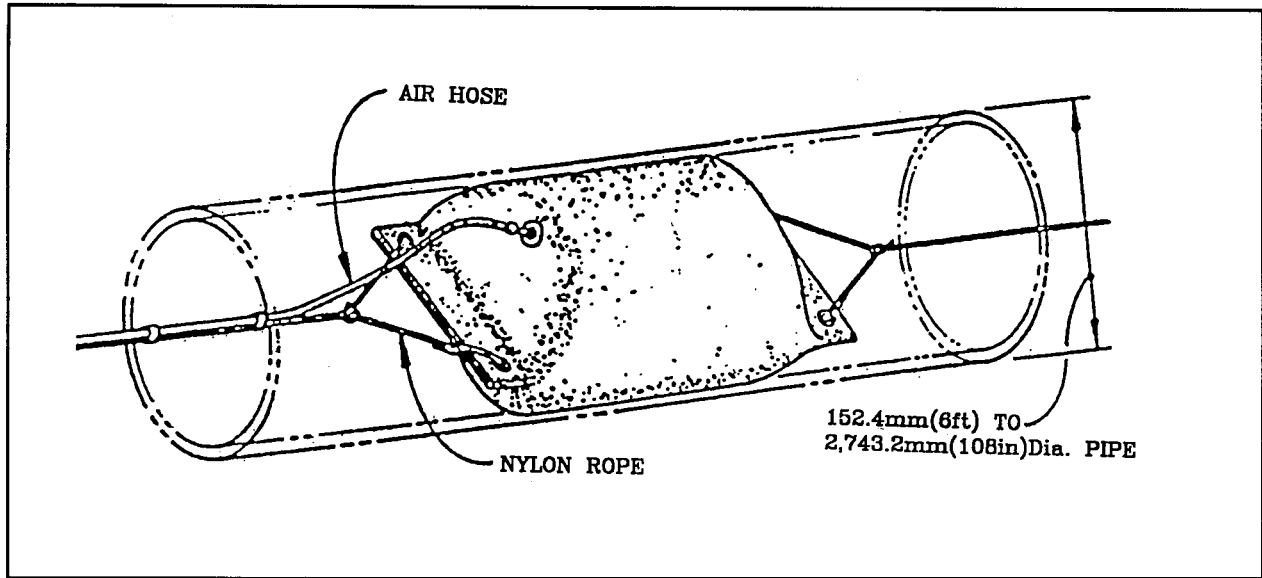 AIR HOSE
152.4mm(6ft) TO
2,743.2mm(108in)Dia. PIPE
NYLON ROPE